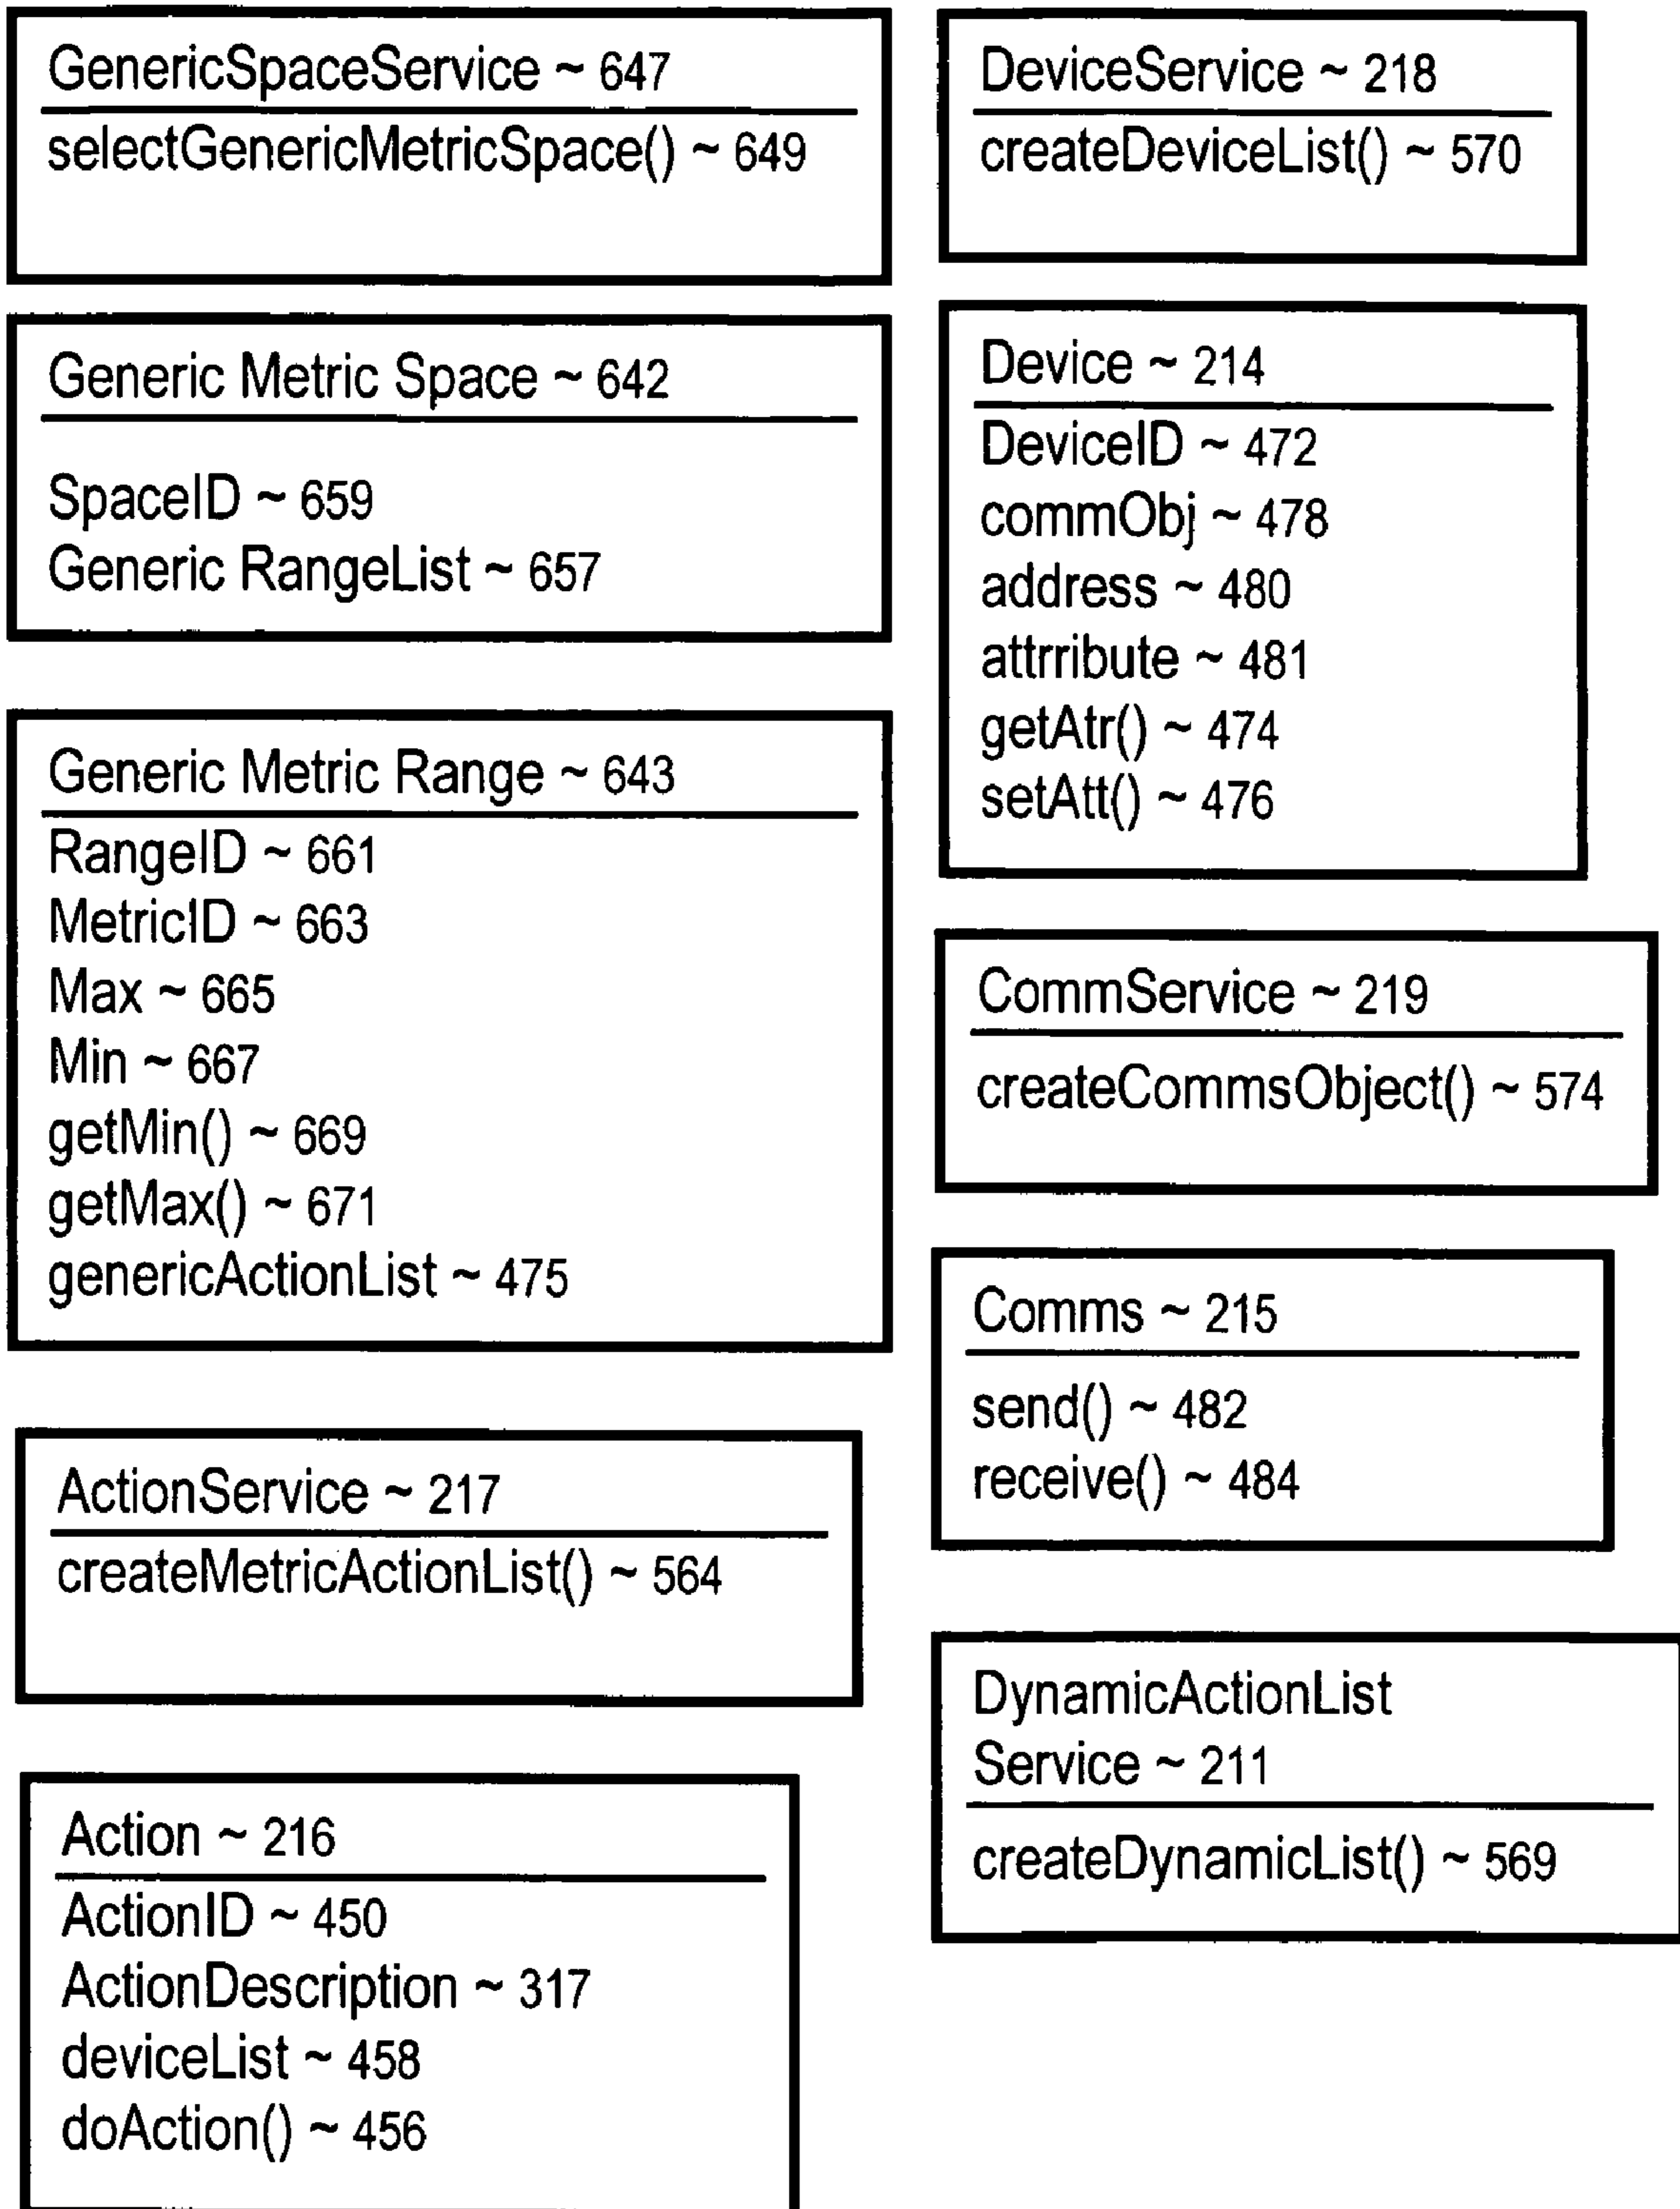 GenericSpaceService ~ 647
selectGenericMetricSpace() ~ 649
Generic Metric Space ~ 642
SpaceID ~ 659
Generic RangeList ~ 657
Generic Metric Range ~ 643
RangeID ~ 661
MetricID ~ 663
Max ~ 665
Min ~ 667
getMin() ~ 669
getMax() ~ 671
genericActionList ~ 475
ActionService ~ 217
createMetricActionList() ~ 564
Action ~ 216
ActionID ~ 450
ActionDescription ~ 317
deviceList ~ 458
doAction() ~ 456
DeviceService ~ 218
createDeviceList() ~ 570
Device ~ 214
DeviceID ~ 472
commObj ~ 478
address ~ 480
attrribute ~ 481
getAtr() ~ 474
setAtt() ~ 476
CommService ~ 219
createCommsObject() ~ 574
Comms ~ 215
send() ~ 482
receive() ~ 484
DynamicActionList
Service ~ 211
createDynamicList() ~ 569